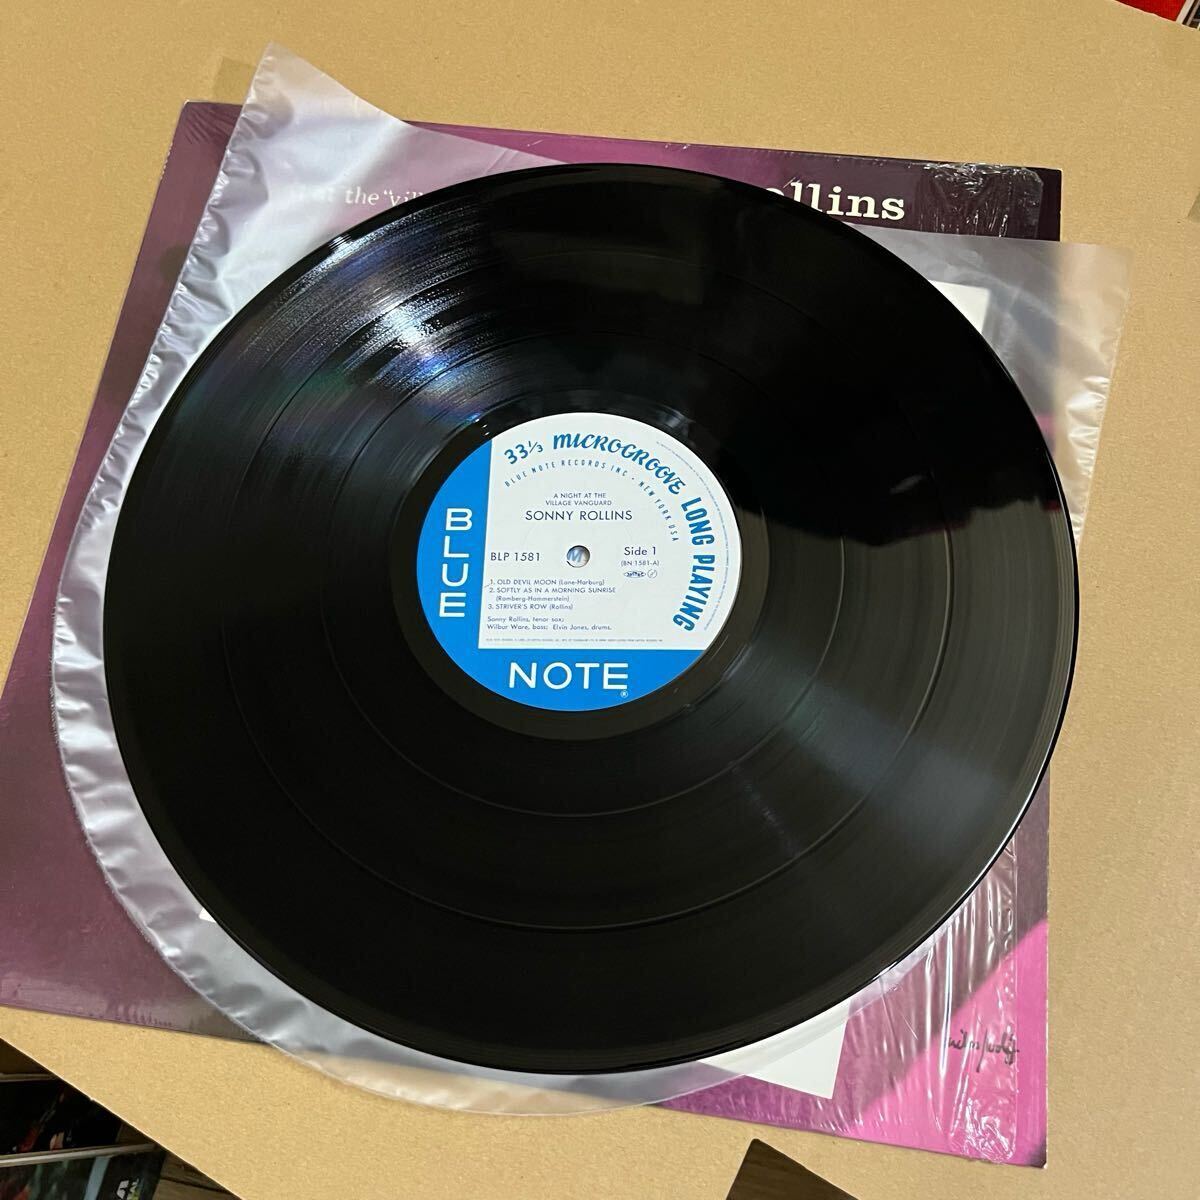 at the "vil
ollins
33 1/3 MICROGROOVE LONG PLAYING
BLUE NOTE RECORDS INC · NEW YORK USA
A NIGHT AT THE
VILLAGE VANGUARD
SONNY ROLLINS
BLP 1581
Side 1
(BN 1581-A)
1. OLD DEVIL MOON (Lane-Harburg)
2. SOFTLY AS IN A MORNING SUNRISE
(Romberg-Hammerstein)
3. STRIVER'S ROW (Rollins)
Sonny Rollins, tenor sax;
Wilbur Ware, bass; Elvin Jones, drums.
BLUE
NOTE®